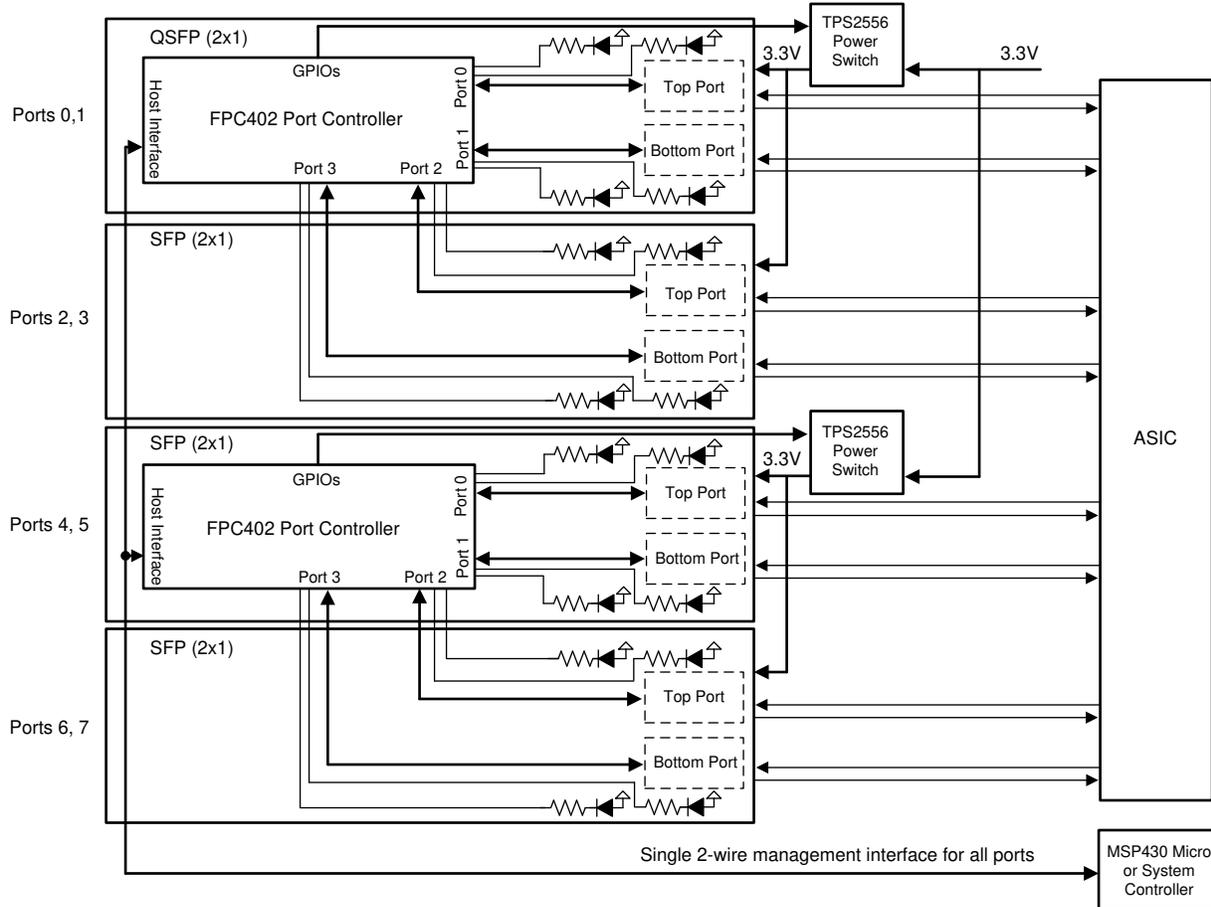 QSFP (2x1)
TPS2556
Power
Switch
3.3V
3.3V
GPIOs
Host Interface
FPC402 Port Controller
Port 0
Port 1
Port 3
Port 2
Top Port
Bottom Port
Ports 0,1
SFP (2x1)
Top Port
Bottom Port
Ports 2, 3
ASIC
SFP (2x1)
TPS2556
Power
Switch
3.3V
GPIOs
Host Interface
FPC402 Port Controller
Port 0
Port 1
Port 3
Port 2
Top Port
Bottom Port
Ports 4, 5
SFP (2x1)
Top Port
Bottom Port
Ports 6, 7
Single 2-wire management interface for all ports
MSP430 Micro
or System
Controller